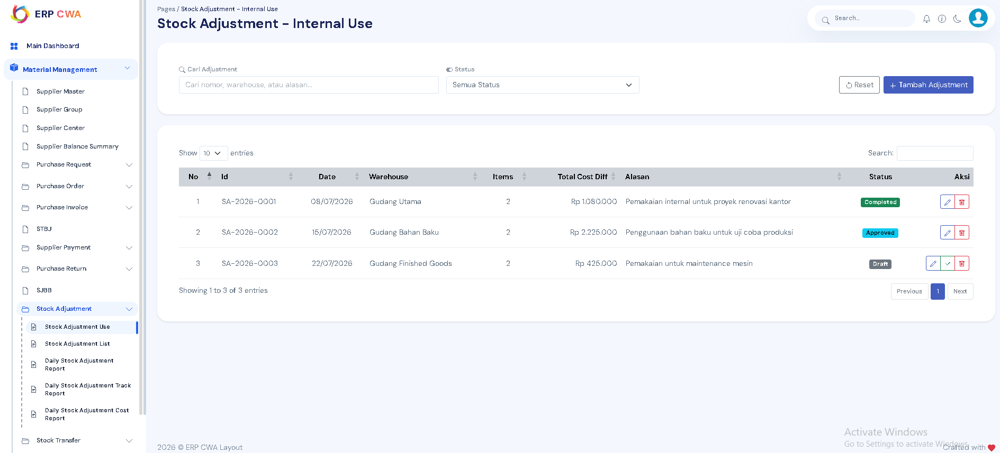 ERP CWA
Main Dashboard
Material Management
Supplier Master
Supplier Group
Supplier Center
Supplier Balance Summary
Purchase Request
Purchase Order
Purchase Invoice
STBJ
Supplier Payment
Purchase Return
SJBB
Stock Adjustment
Stock Adjustment Use
Stock Adjustment List
Daily Stock Adjustment
Report
Daily Stock Adjustment Track
Report
Daily Stock Adjustment Cost
Report
Stock Transfer
Pages / Stock Adjustment - Internal Use
Stock Adjustment - Internal Use
Search...
Cari Adjustment
Status
Cari nomor, warehouse, atau alasan...
Semua Status
Reset
Tambah Adjustment
Show 10 entries
Search:
No Id Date Warehouse Items Total Cost Diff Alasan Status Aksi
1 SA-2026-0001 08/07/2026 Gudang Utama 2 Rp 1.080.000 Pemakaian internal untuk proyek renovasi kantor Completed
2 SA-2026-0002 15/07/2026 Gudang Bahan Baku 2 Rp 2.225.000 Penggunaan bahan baku untuk uji coba produksi Approved
3 SA-2026-0003 22/07/2026 Gudang Finished Goods 2 Rp 425.000 Pemakaian untuk maintenance mesin Draft
Showing 1 to 3 of 3 entries
Previous 1 Next
Activate Windows
Go to Settings to activate Windows.
2026 © ERP CWA Layout
Crafted with